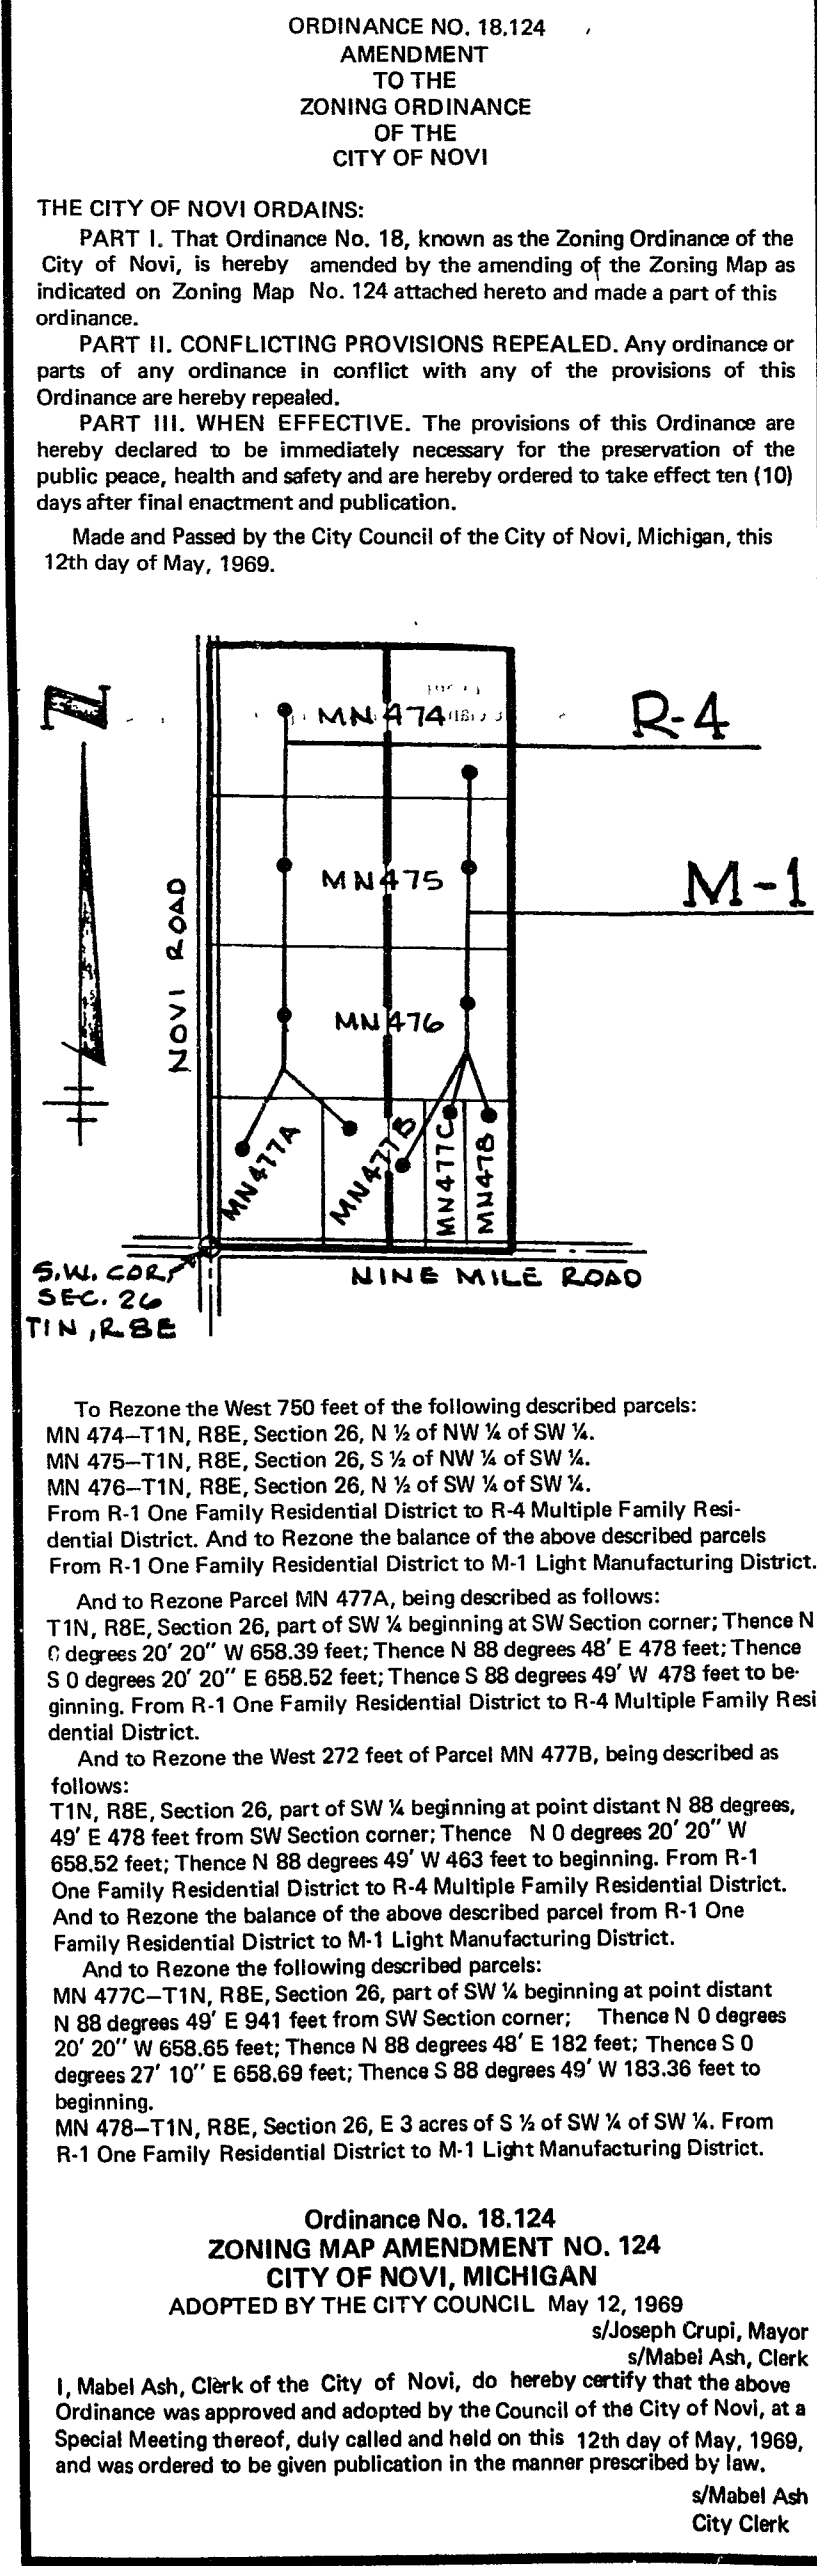 ORDINANCE NO. 18.124
AMENDMENT
TO THE
ZONING ORDINANCE
OF THE
CITY OF NOVI
THE CITY OF NOVI ORDAINS:
PART I. That Ordinance No. 18, known as the Zoning Ordinance of the
City of Novi, is hereby amended by the amending of the Zoning Map as
indicated on Zoning Map No. 124 attached hereto and made a part of this
ordinance.
PART II. CONFLICTING PROVISIONS REPEALED. Any ordinance or
parts of any ordinance in conflict with any of the provisions of this
Ordinance are hereby repealed.
PART III. WHEN EFFECTIVE. The provisions of this Ordinance are
hereby declared to be immediately necessary for the preservation of the
public peace, health and safety and are hereby ordered to take effect ten (10)
days after final enactment and publication.
Made and Passed by the City Council of the City of Novi, Michigan, this
12th day of May, 1969.
N
MN 474
R-4
MN475
M-1
NOVI ROAD
MN476
MN477A
MN477B
MN477C
MN478
S.W. COR,
SEC. 26
T1N, R8E
NINE MILE ROAD
To Rezone the West 750 feet of the following described parcels:
MN 474—T1N, R8E, Section 26, N ½ of NW ¼ of SW ¼.
MN 475—T1N, R8E, Section 26, S ½ of NW ¼ of SW ¼.
MN 476—T1N, R8E, Section 26, N ½ of SW ¼ of SW ¼.
From R-1 One Family Residential District to R-4 Multiple Family Resi-
dential District. And to Rezone the balance of the above described parcels
From R-1 One Family Residential District to M-1 Light Manufacturing District.
And to Rezone Parcel MN 477A, being described as follows:
T1N, R8E, Section 26, part of SW ¼ beginning at SW Section corner; Thence N
0 degrees 20' 20" W 658.39 feet; Thence N 88 degrees 48' E 478 feet; Thence
S 0 degrees 20' 20" E 658.52 feet; Thence S 88 degrees 49' W 478 feet to be-
ginning. From R-1 One Family Residential District to R-4 Multiple Family Resi
dential District.
And to Rezone the West 272 feet of Parcel MN 477B, being described as
follows:
T1N, R8E, Section 26, part of SW ¼ beginning at point distant N 88 degrees,
49' E 478 feet from SW Section corner; Thence N 0 degrees 20' 20" W
658.52 feet; Thence N 88 degrees 49' W 463 feet to beginning. From R-1
One Family Residential District to R-4 Multiple Family Residential District.
And to Rezone the balance of the above described parcel from R-1 One
Family Residential District to M-1 Light Manufacturing District.
And to Rezone the following described parcels:
MN 477C—T1N, R8E, Section 26, part of SW ¼ beginning at point distant
N 88 degrees 49' E 941 feet from SW Section corner; Thence N 0 degrees
20' 20" W 658.65 feet; Thence N 88 degrees 48' E 182 feet; Thence S 0
degrees 27' 10" E 658.69 feet; Thence S 88 degrees 49' W 183.36 feet to
beginning.
MN 478—T1N, R8E, Section 26, E 3 acres of S ½ of SW ¼ of SW ¼. From
R-1 One Family Residential District to M-1 Light Manufacturing District.
Ordinance No. 18.124
ZONING MAP AMENDMENT NO. 124
CITY OF NOVI, MICHIGAN
ADOPTED BY THE CITY COUNCIL May 12, 1969
s/Joseph Crupi, Mayor
s/Mabel Ash, Clerk
I, Mabel Ash, Clerk of the City of Novi, do hereby certify that the above
Ordinance was approved and adopted by the Council of the City of Novi, at a
Special Meeting thereof, duly called and held on this 12th day of May, 1969,
and was ordered to be given publication in the manner prescribed by law.
s/Mabel Ash
City Clerk